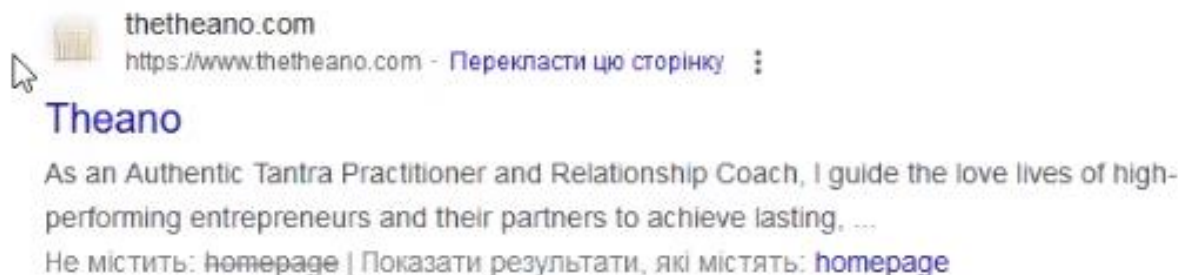 thetheano.com
https://www.thetheano.com - Перекласти цю сторінку
Theano
As an Authentic Tantra Practitioner and Relationship Coach, I guide the love lives of high-
performing entrepreneurs and their partners to achieve lasting, ...
Не містить: homepage | Показати результати, які містять: homepage